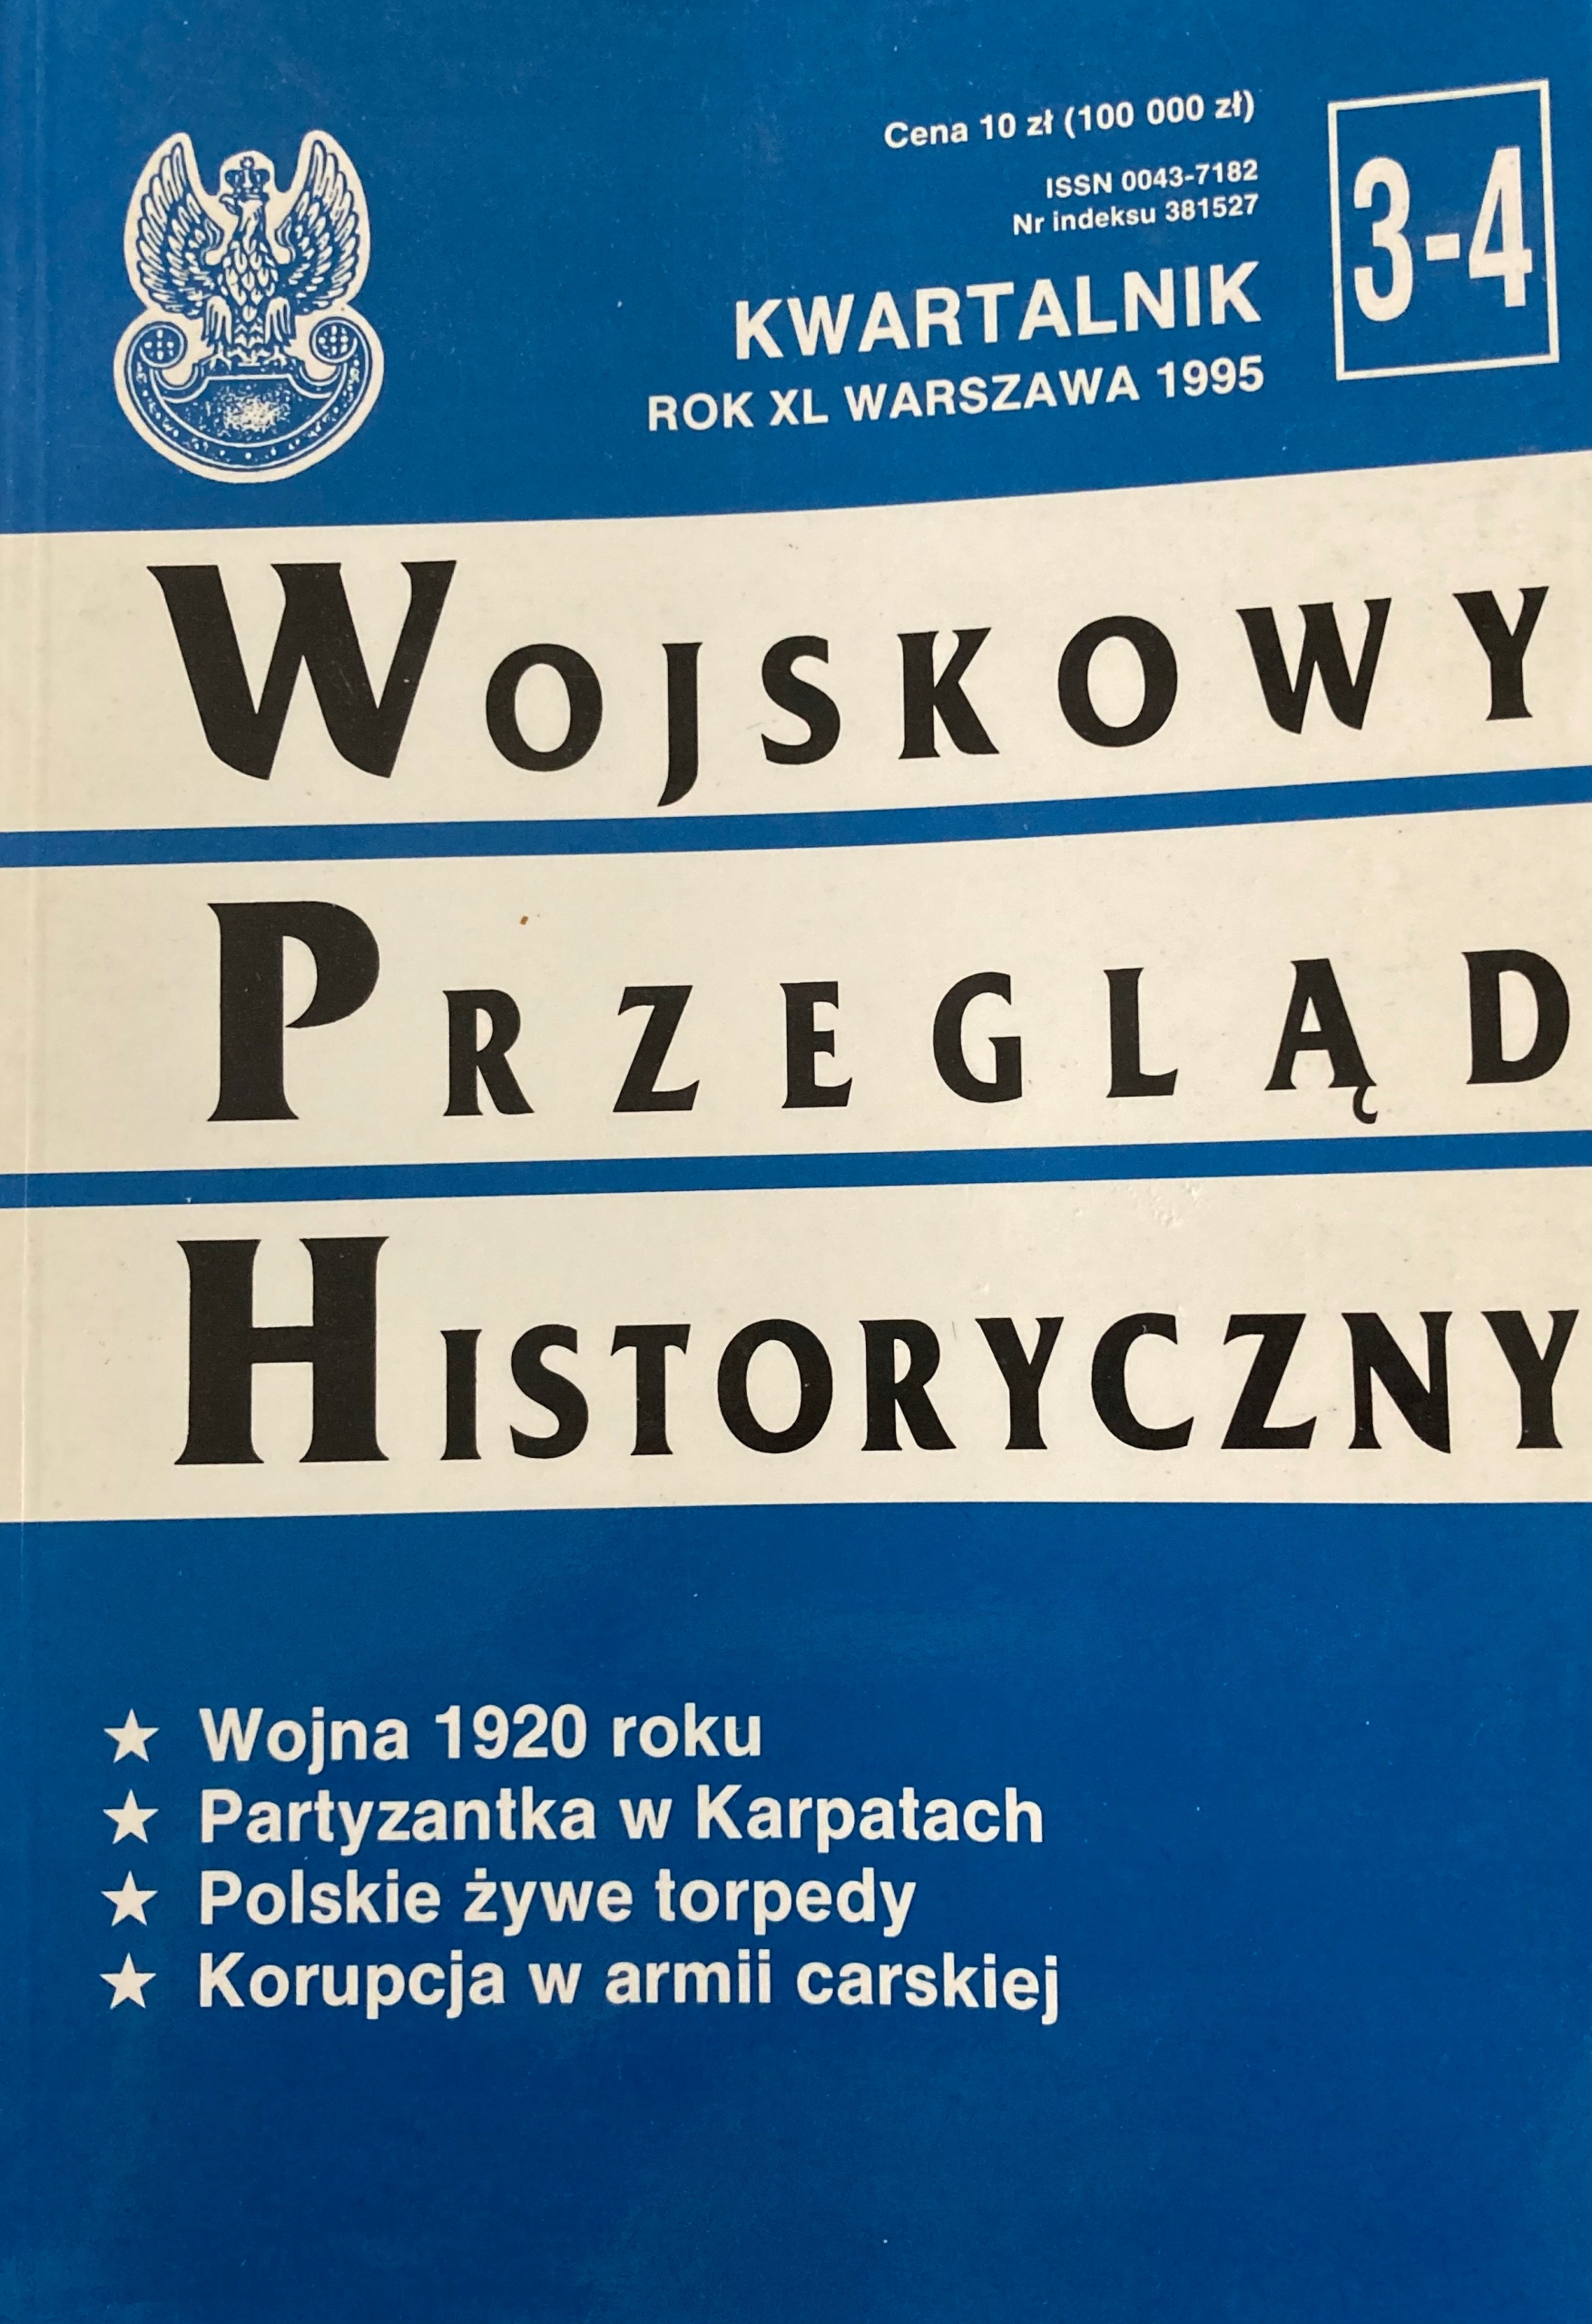 Cena 10 zł (100 000 zł)
ISSN 0043-7182
Nr indeksu 381527
3-4
KWARTALNIK
ROK XL WARSZAWA 1995
WOJSKOWY
PRZEGLĄD
HISTORYCZNY
★ Wojna 1920 roku
★ Partyzantka w Karpatach
★ Polskie żywe torpedy
★ Korupcja w armii carskiej